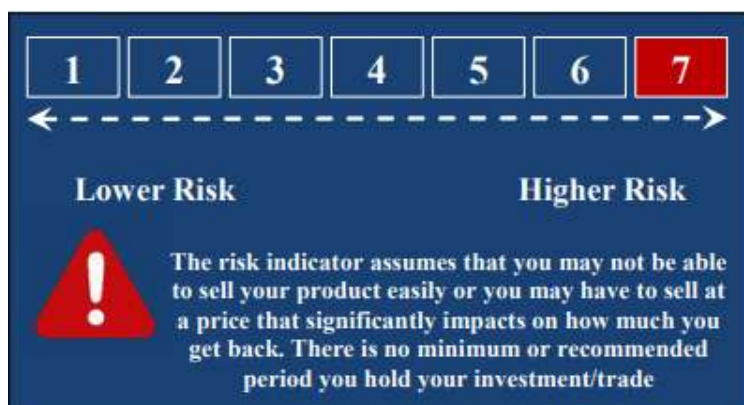 1 2 3 4 5 6 7
Lower Risk Higher Risk
The risk indicator assumes that you may not be able
to sell your product easily or you may have to sell at
a price that significantly impacts on how much you
get back. There is no minimum or recommended
period you hold your investment/trade